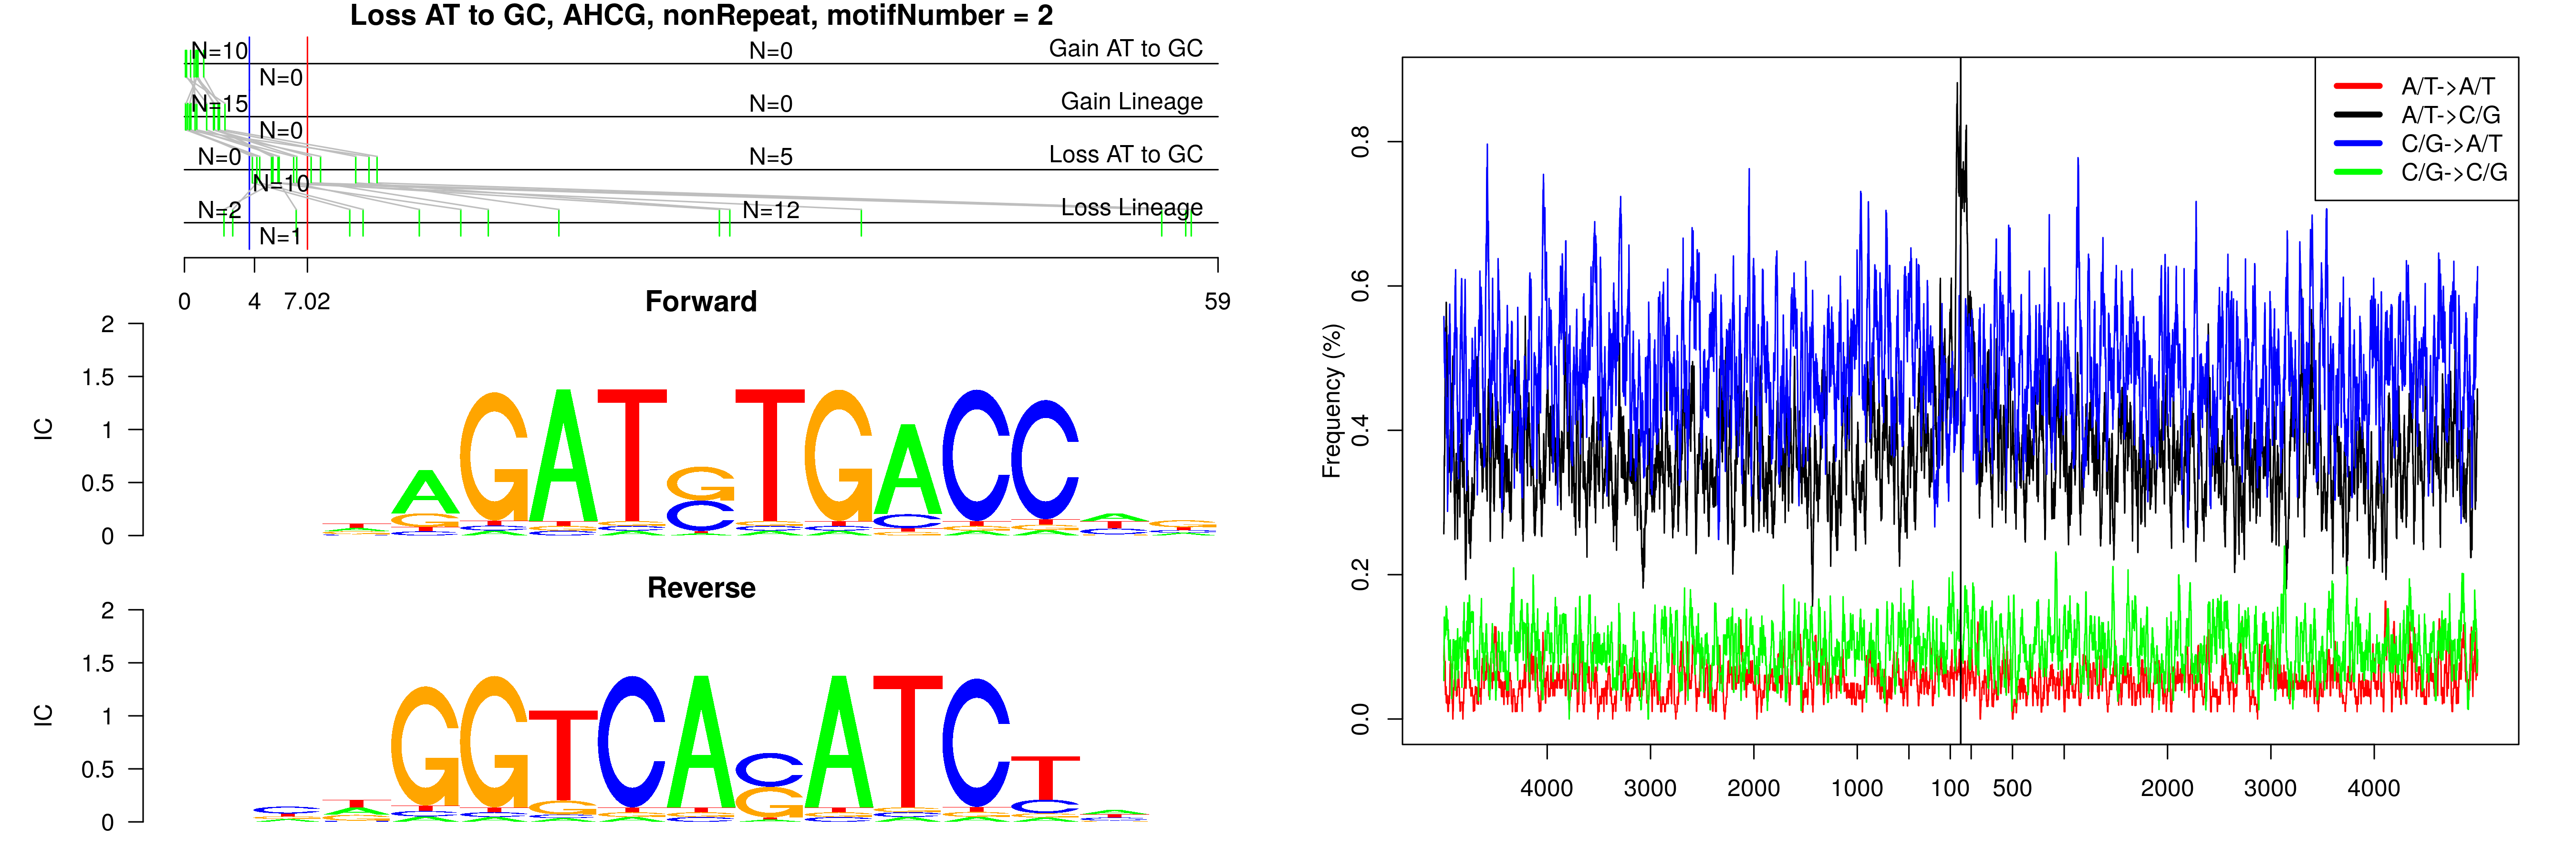 Loss AT to GC, AHCG, nonRepeat, motifNumber = 2
N=10 N=0 Gain AT to GC
N=0
N=15 N=0 Gain Lineage
N=0
N=0 N=5 Loss AT to GC
N=10
N=2 N=12 Loss Lineage
N=1
0 4 7.02 59
Forward
IC
2
1.5
1
0.5
0
AGATGTGACC
C
Reverse
IC
2
1.5
1
0.5
0
GGTCACATCT
G
Frequency (%)
0.8
0.6
0.4
0.2
0.0
4000 3000 2000 1000 100 500 2000 3000 4000
A/T->A/T
A/T->C/G
C/G->A/T
C/G->C/G